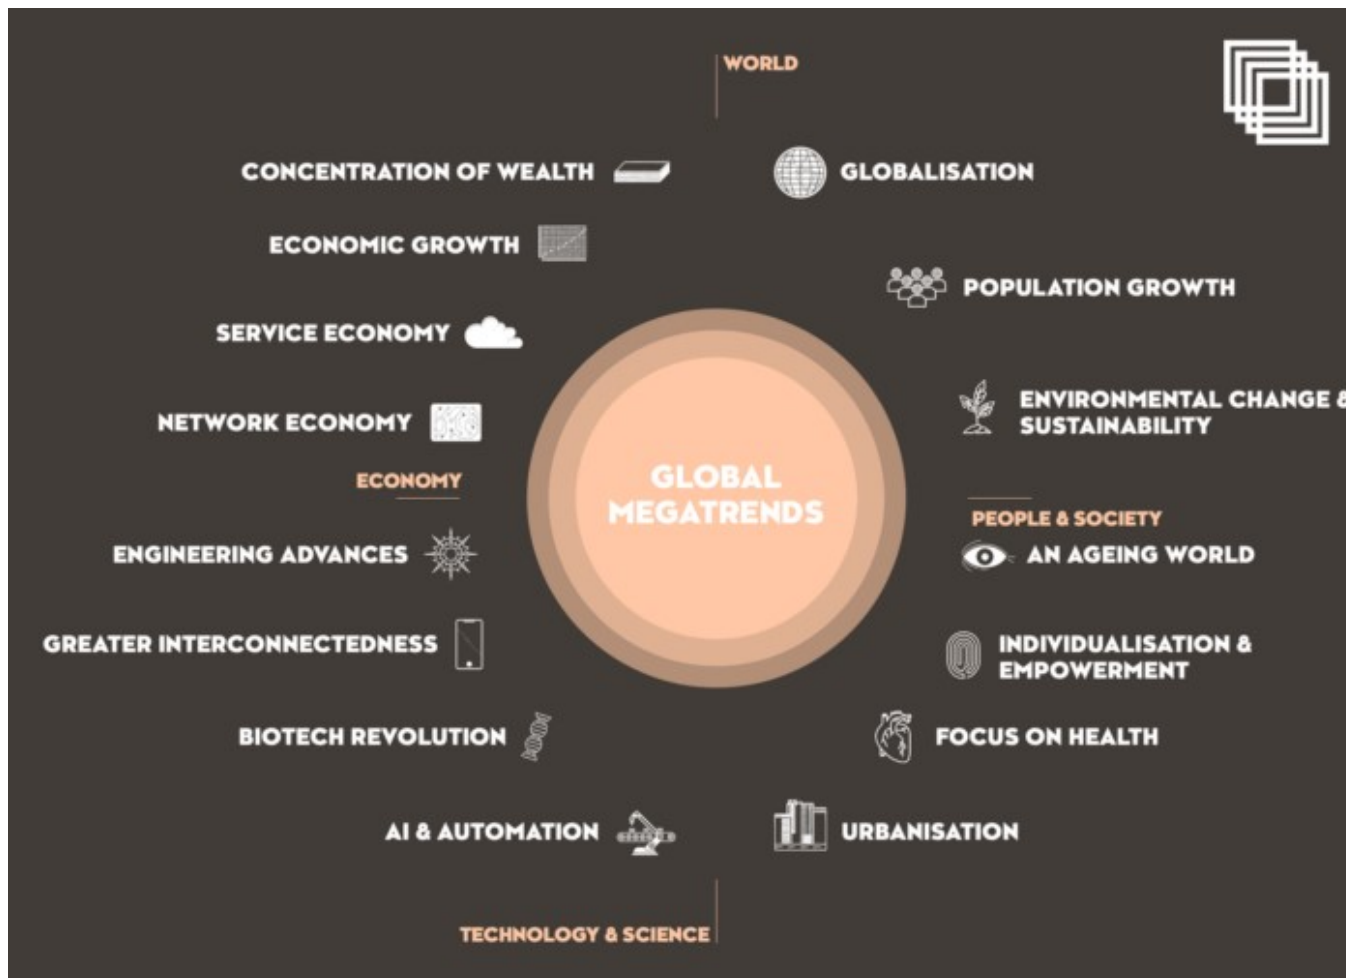 WORLD
CONCENTRATION OF WEALTH
GLOBALISATION
ECONOMIC GROWTH
POPULATION GROWTH
SERVICE ECONOMY
ENVIRONMENTAL CHANGE &
SUSTAINABILITY
NETWORK ECONOMY
GLOBAL
MEGATRENDS
ECONOMY
PEOPLE & SOCIETY
ENGINEERING ADVANCES
AN AGEING WORLD
GREATER INTERCONNECTEDNESS
INDIVIDUALISATION &
EMPOWERMENT
BIOTECH REVOLUTION
FOCUS ON HEALTH
AI & AUTOMATION
URBANISATION
TECHNOLOGY & SCIENCE